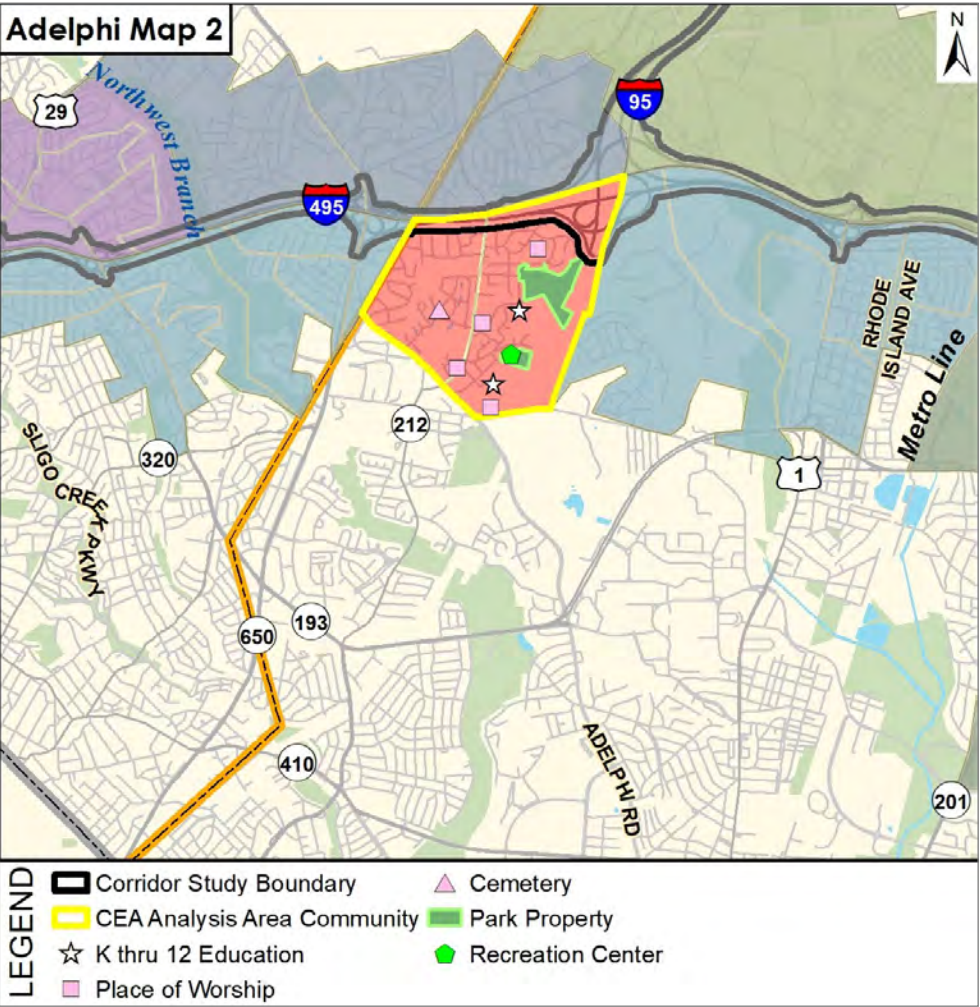 Adelphi Map 2
N
29
Northwest Branch
95
495
RHODE
ISLAND AVE
Metro Line
212
320
1
SLIGO CREEK PKWY
193
650
ADELPHI RD
410
201
LEGEND
Corridor Study Boundary
CEA Analysis Area Community
K thru 12 Education
Place of Worship
Cemetery
Park Property
Recreation Center